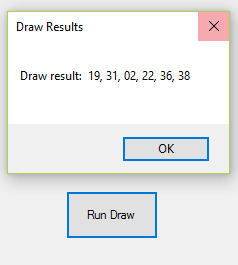 Draw Results
Draw result:  19, 31, 02, 22, 36, 38
OK
Run Draw